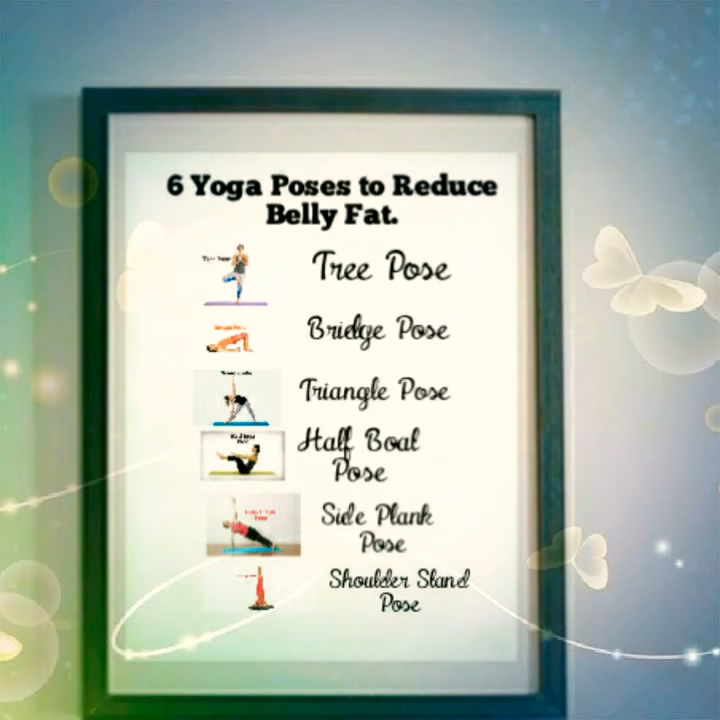 6 Yoga Poses to Reduce
Belly Fat.
Tree Pose
Bridge Pose
Triangle Pose
Half Boat
Pose
Side Plank
Pose
Shoulder Stand
Pose